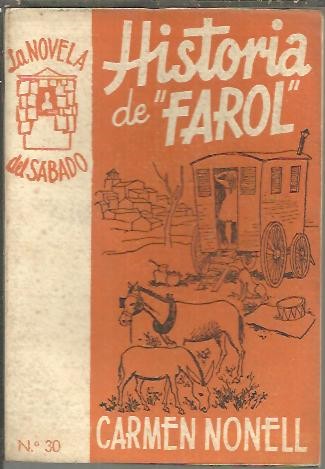 La NOVELA
del SÁBADO
Historia
de "FAROL"
N.º 30
CARMEN NONELL